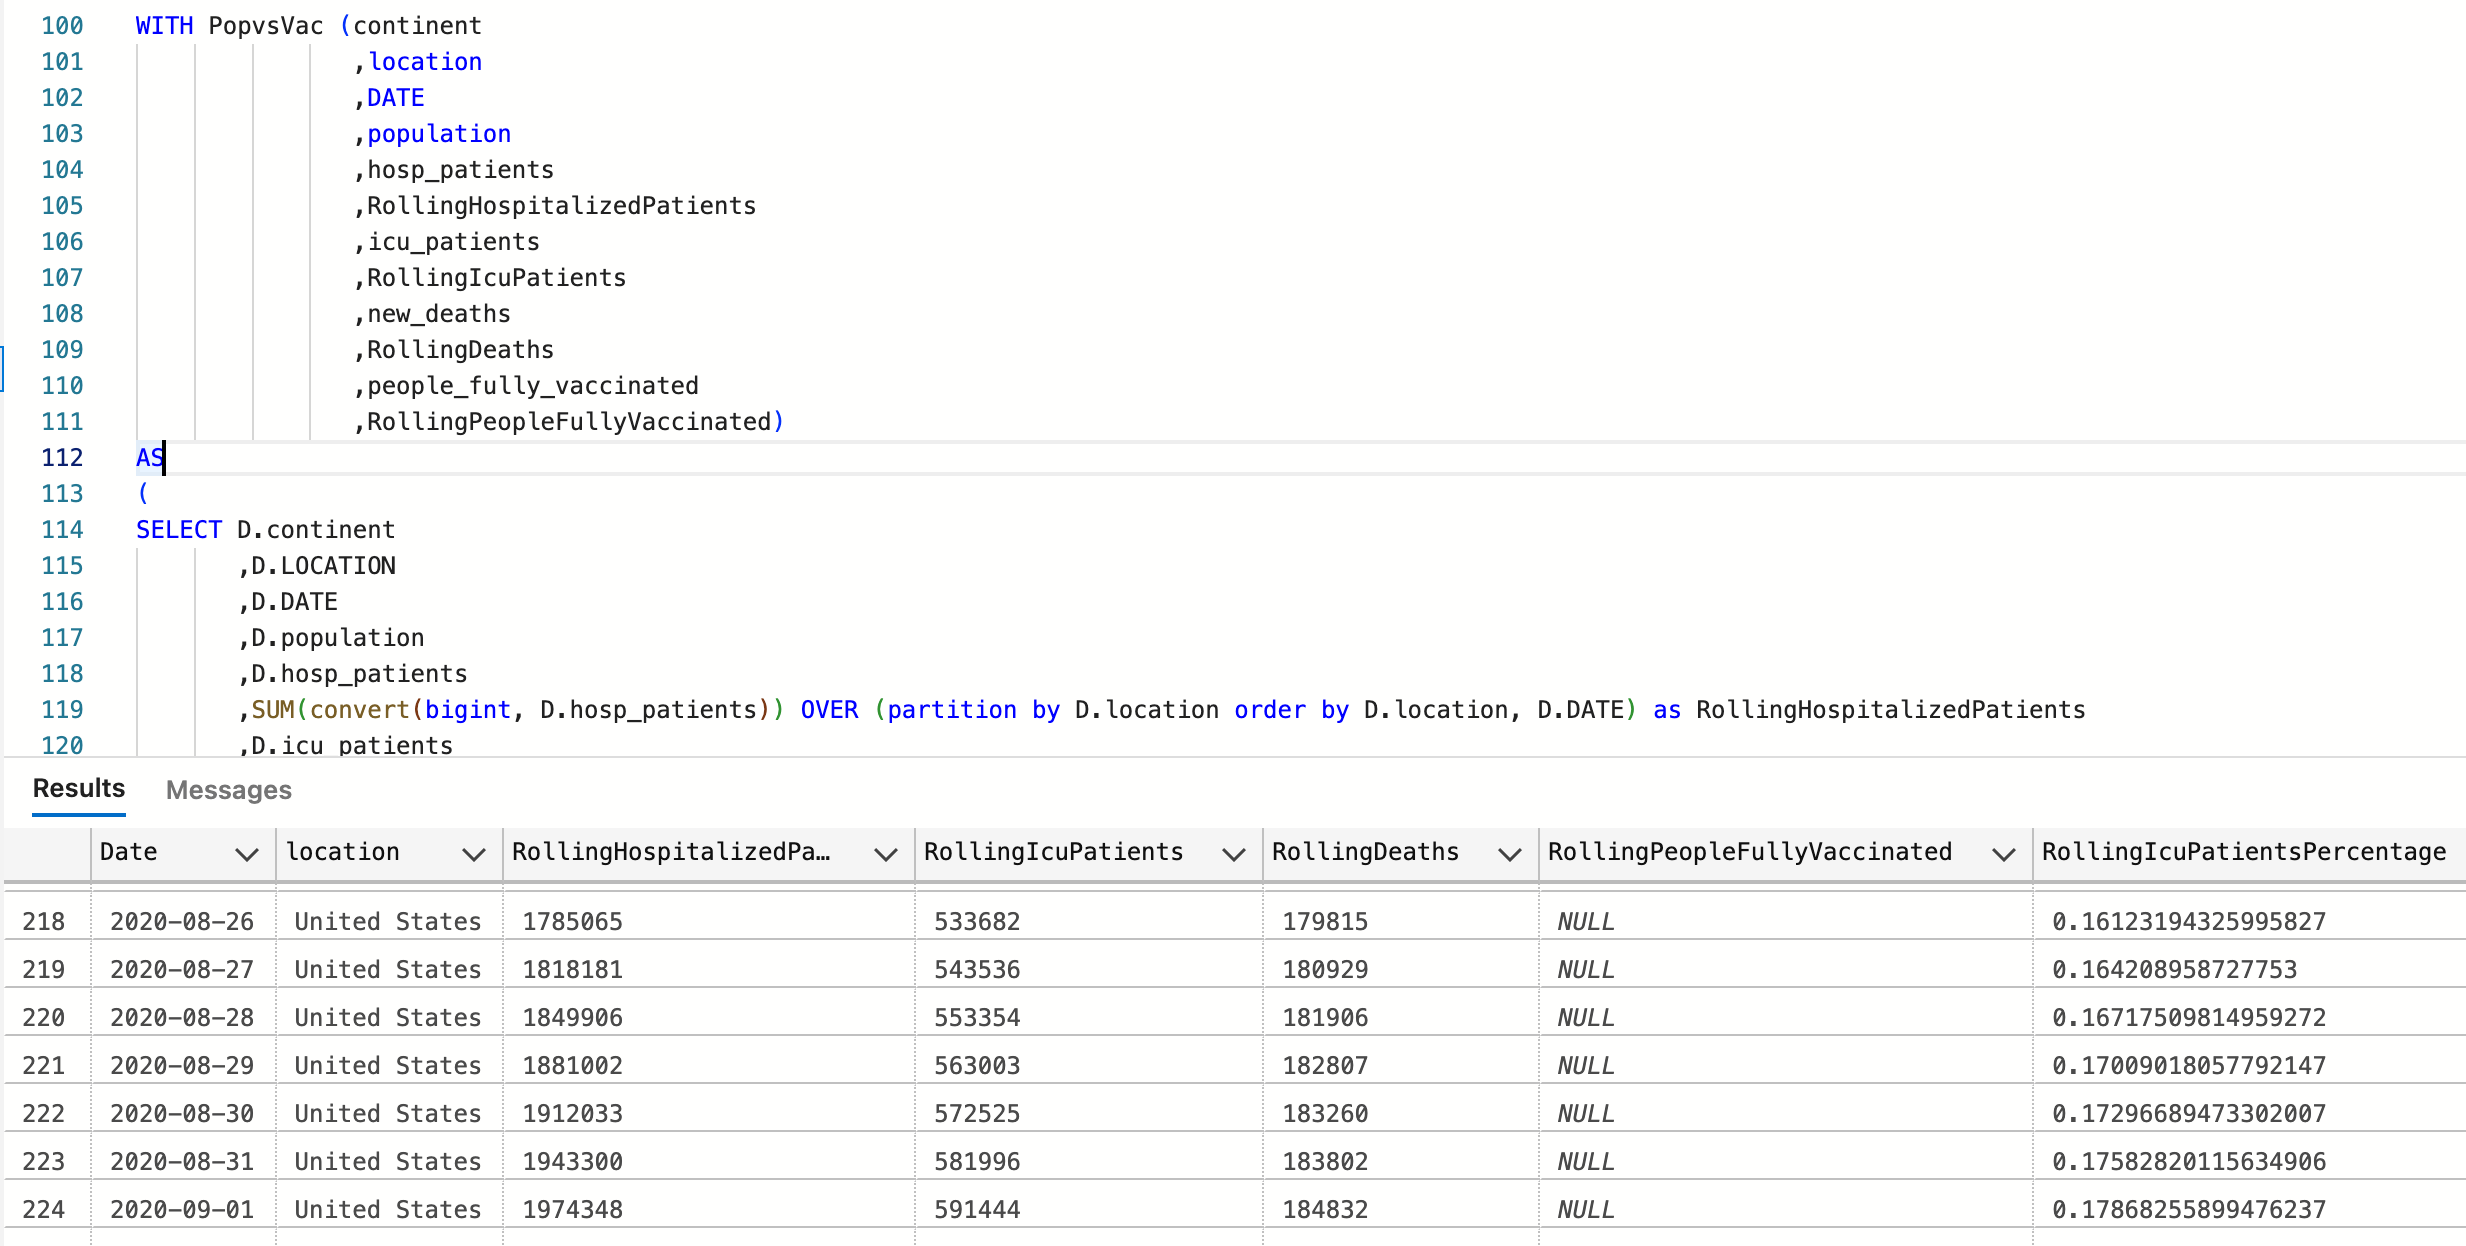 100 WITH PopvsVac (continent
101 ,location
102 ,DATE
103 ,population
104 ,hosp_patients
105 ,RollingHospitalizedPatients
106 ,icu_patients
107 ,RollingIcuPatients
108 ,new_deaths
109 ,RollingDeaths
110 ,people_fully_vaccinated
111 ,RollingPeopleFullyVaccinated)
112 AS
113 (
114 SELECT D.continent
115 ,D.LOCATION
116 ,D.DATE
117 ,D.population
118 ,D.hosp_patients
119 ,SUM(convert(bigint, D.hosp_patients)) OVER (partition by D.location order by D.location, D.DATE) as RollingHospitalizedPatients
120 ,D.icu_patients
Results Messages
Date location RollingHospitalizedPa… RollingIcuPatients RollingDeaths RollingPeopleFullyVaccinated RollingIcuPatientsPercentage
218 2020-08-26 United States 1785065 533682 179815 NULL 0.16123194325995827
219 2020-08-27 United States 1818181 543536 180929 NULL 0.164208958727753
220 2020-08-28 United States 1849906 553354 181906 NULL 0.16717509814959272
221 2020-08-29 United States 1881002 563003 182807 NULL 0.17009018057792147
222 2020-08-30 United States 1912033 572525 183260 NULL 0.17296689473302007
223 2020-08-31 United States 1943300 581996 183802 NULL 0.17582820115634906
224 2020-09-01 United States 1974348 591444 184832 NULL 0.17868255899476237